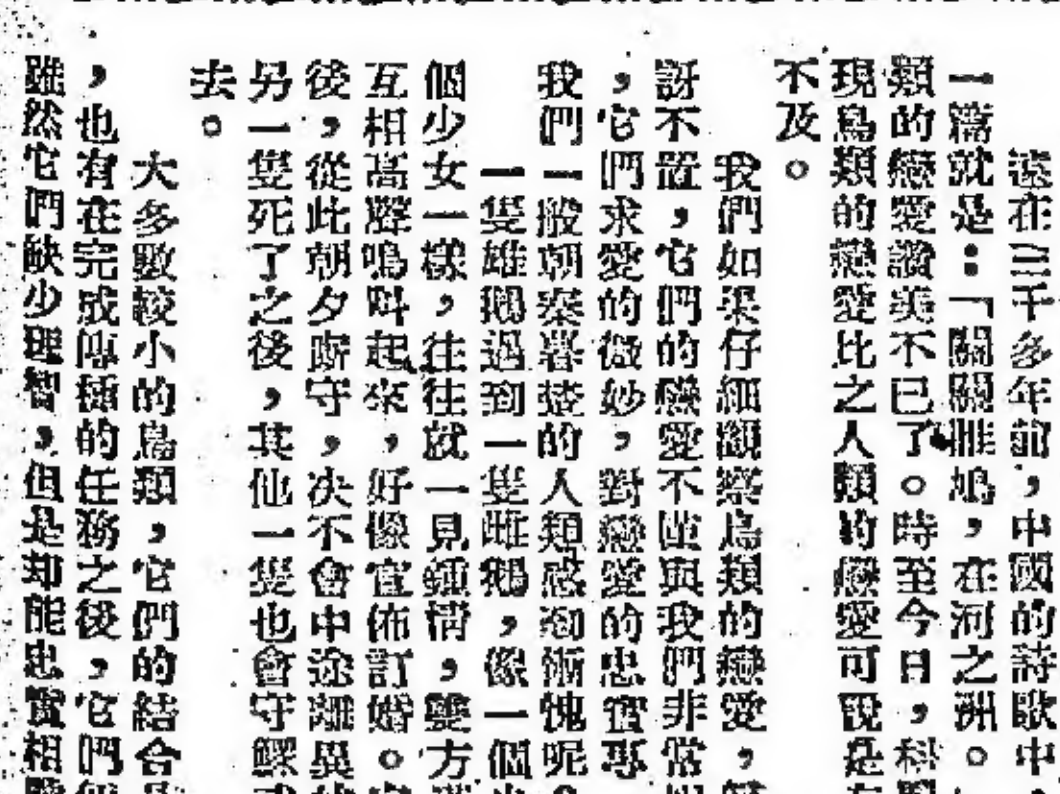 遠在三千多年前，中國的詩歌中，
一篇就是：「關關雎鳩，在河之洲。
類的戀愛讚美不已了。時至今日，科
現鳥類的戀愛比之人類的戀愛可說是
不及。
我們如果仔細觀察鳥類的戀愛，
訝不置，它們的戀愛不僅與我們非常
，它們求愛的微妙，對戀愛的忠實專
我們一般朝秦暮楚的人類感到慚愧呢
一隻雄鵝遇到一隻雌鵝，像一個
個少女一樣，往往就一見鍾情，雙方
互相高聲鳴叫起來，好像宣佈訂婚。
後，從此朝夕廝守，決不會中途離異
另一隻死了之後，其他一隻也會守鰥
去。
大多數較小的鳥類，它們的結合
，也有在完成傳種的任務之後，它們
雖然它們缺少理智，但是却能忠實相